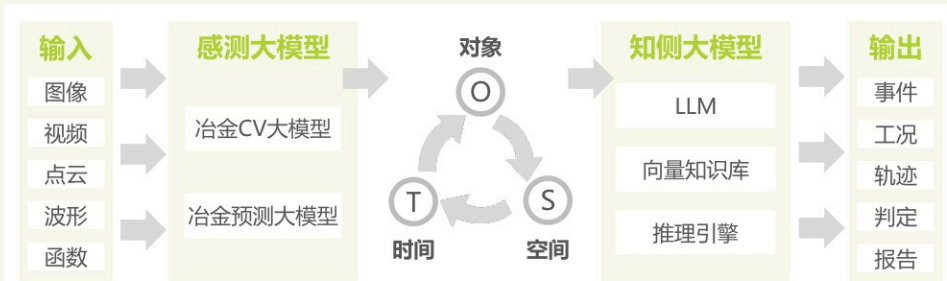 输入
图像
视频
点云
波形
函数
感测大模型
冶金CV大模型
冶金预测大模型
对象
O
T
S
时间
空间
知侧大模型
LLM
向量知识库
推理引擎
输出
事件
工况
轨迹
判定
报告